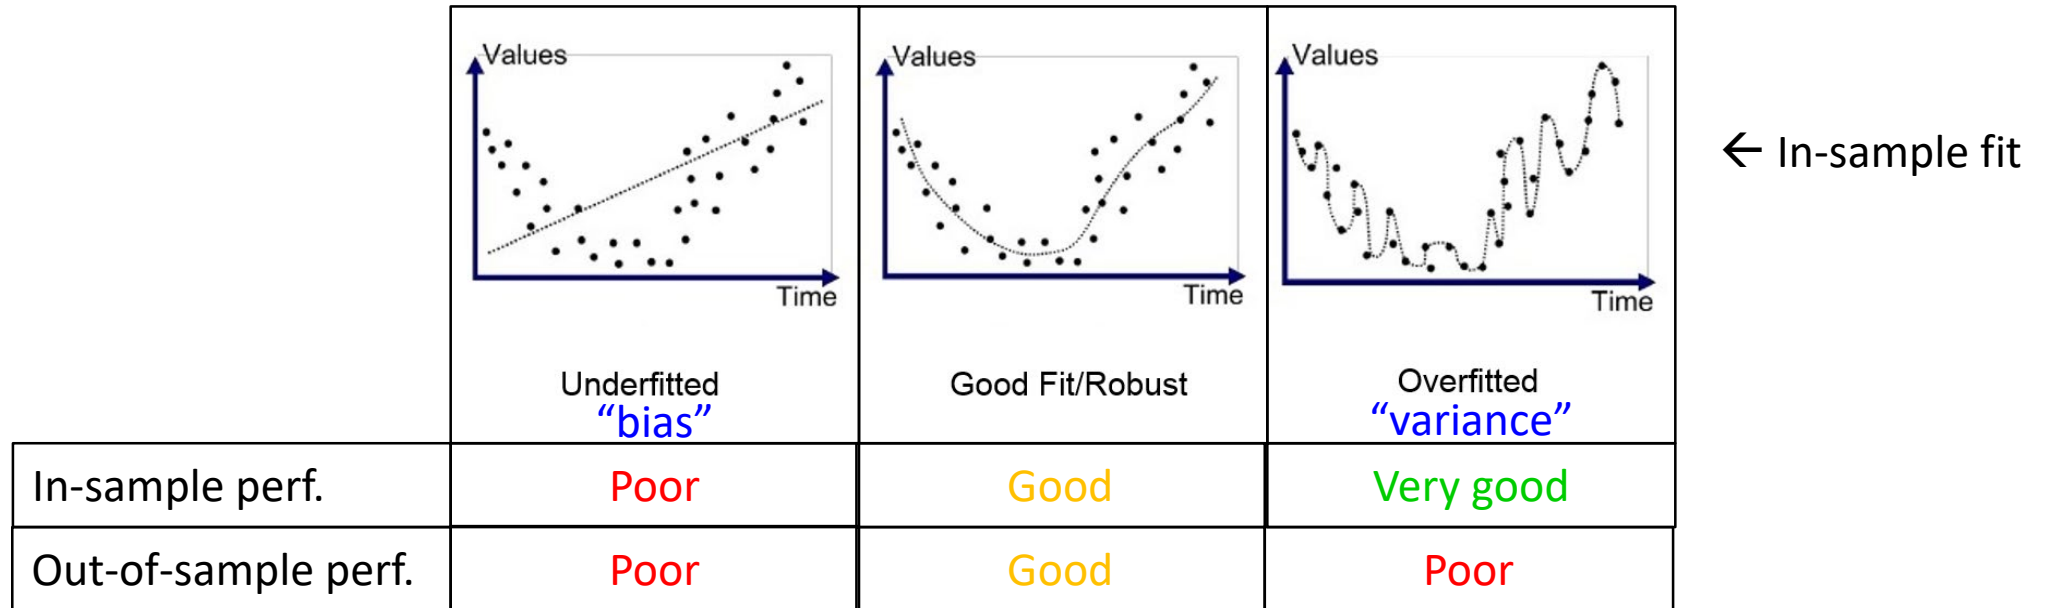 Values
Values
Values
← In-sample fit
Time
Time
Time
Underfitted
Good Fit/Robust
Overfitted
“bias”
“variance”
In-sample perf.
Poor
Good
Very good
Out-of-sample perf.
Poor
Good
Poor